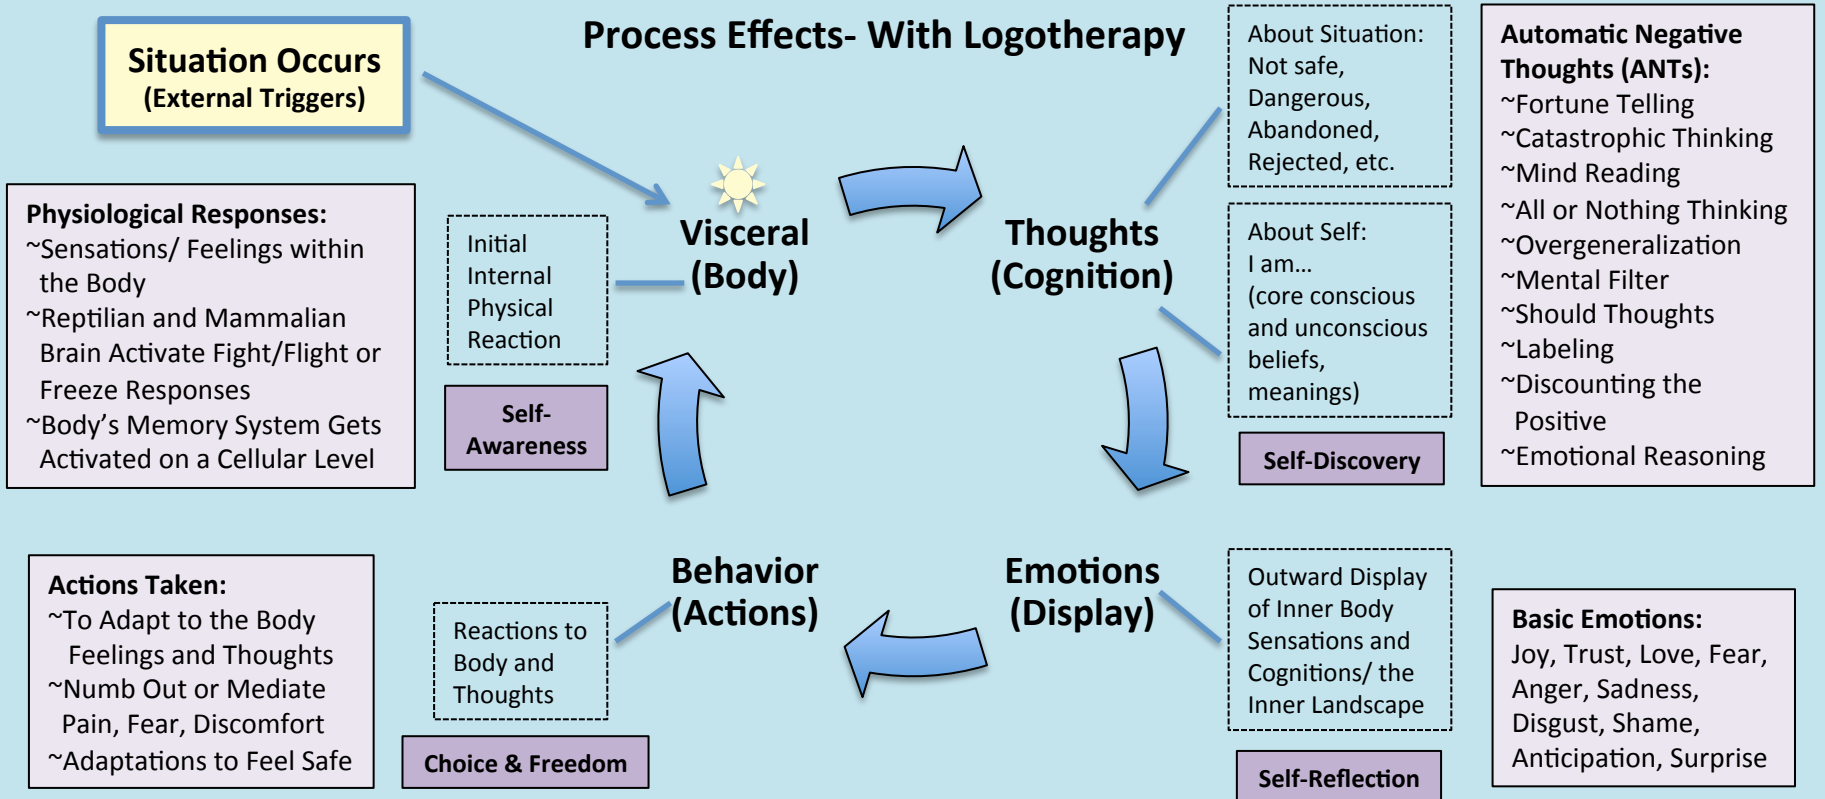 Process Effects- With Logotherapy
Situation Occurs
(External Triggers)
Physiological Responses:
~Sensations/ Feelings within
the Body
~Reptilian and Mammalian
Brain Activate Fight/Flight or
Freeze Responses
~Body's Memory System Gets
Activated on a Cellular Level
Initial
Internal
Physical
Reaction
Self-
Awareness
Visceral
(Body)
Thoughts
(Cognition)
About Situation:
Not safe,
Dangerous,
Abandoned,
Rejected, etc.
About Self:
I am...
(core conscious
and unconscious
beliefs,
meanings)
Self-Discovery
Automatic Negative
Thoughts (ANTs):
~Fortune Telling
~Catastrophic Thinking
~Mind Reading
~All or Nothing Thinking
~Overgeneralization
~Mental Filter
~Should Thoughts
~Labeling
~Discounting the
Positive
~Emotional Reasoning
Actions Taken:
~To Adapt to the Body
Feelings and Thoughts
~Numb Out or Mediate
Pain, Fear, Discomfort
~Adaptations to Feel Safe
Reactions to
Body and
Thoughts
Choice & Freedom
Behavior
(Actions)
Emotions
(Display)
Outward Display
of Inner Body
Sensations and
Cognitions/ the
Inner Landscape
Self-Reflection
Basic Emotions:
Joy, Trust, Love, Fear,
Anger, Sadness,
Disgust, Shame,
Anticipation, Surprise